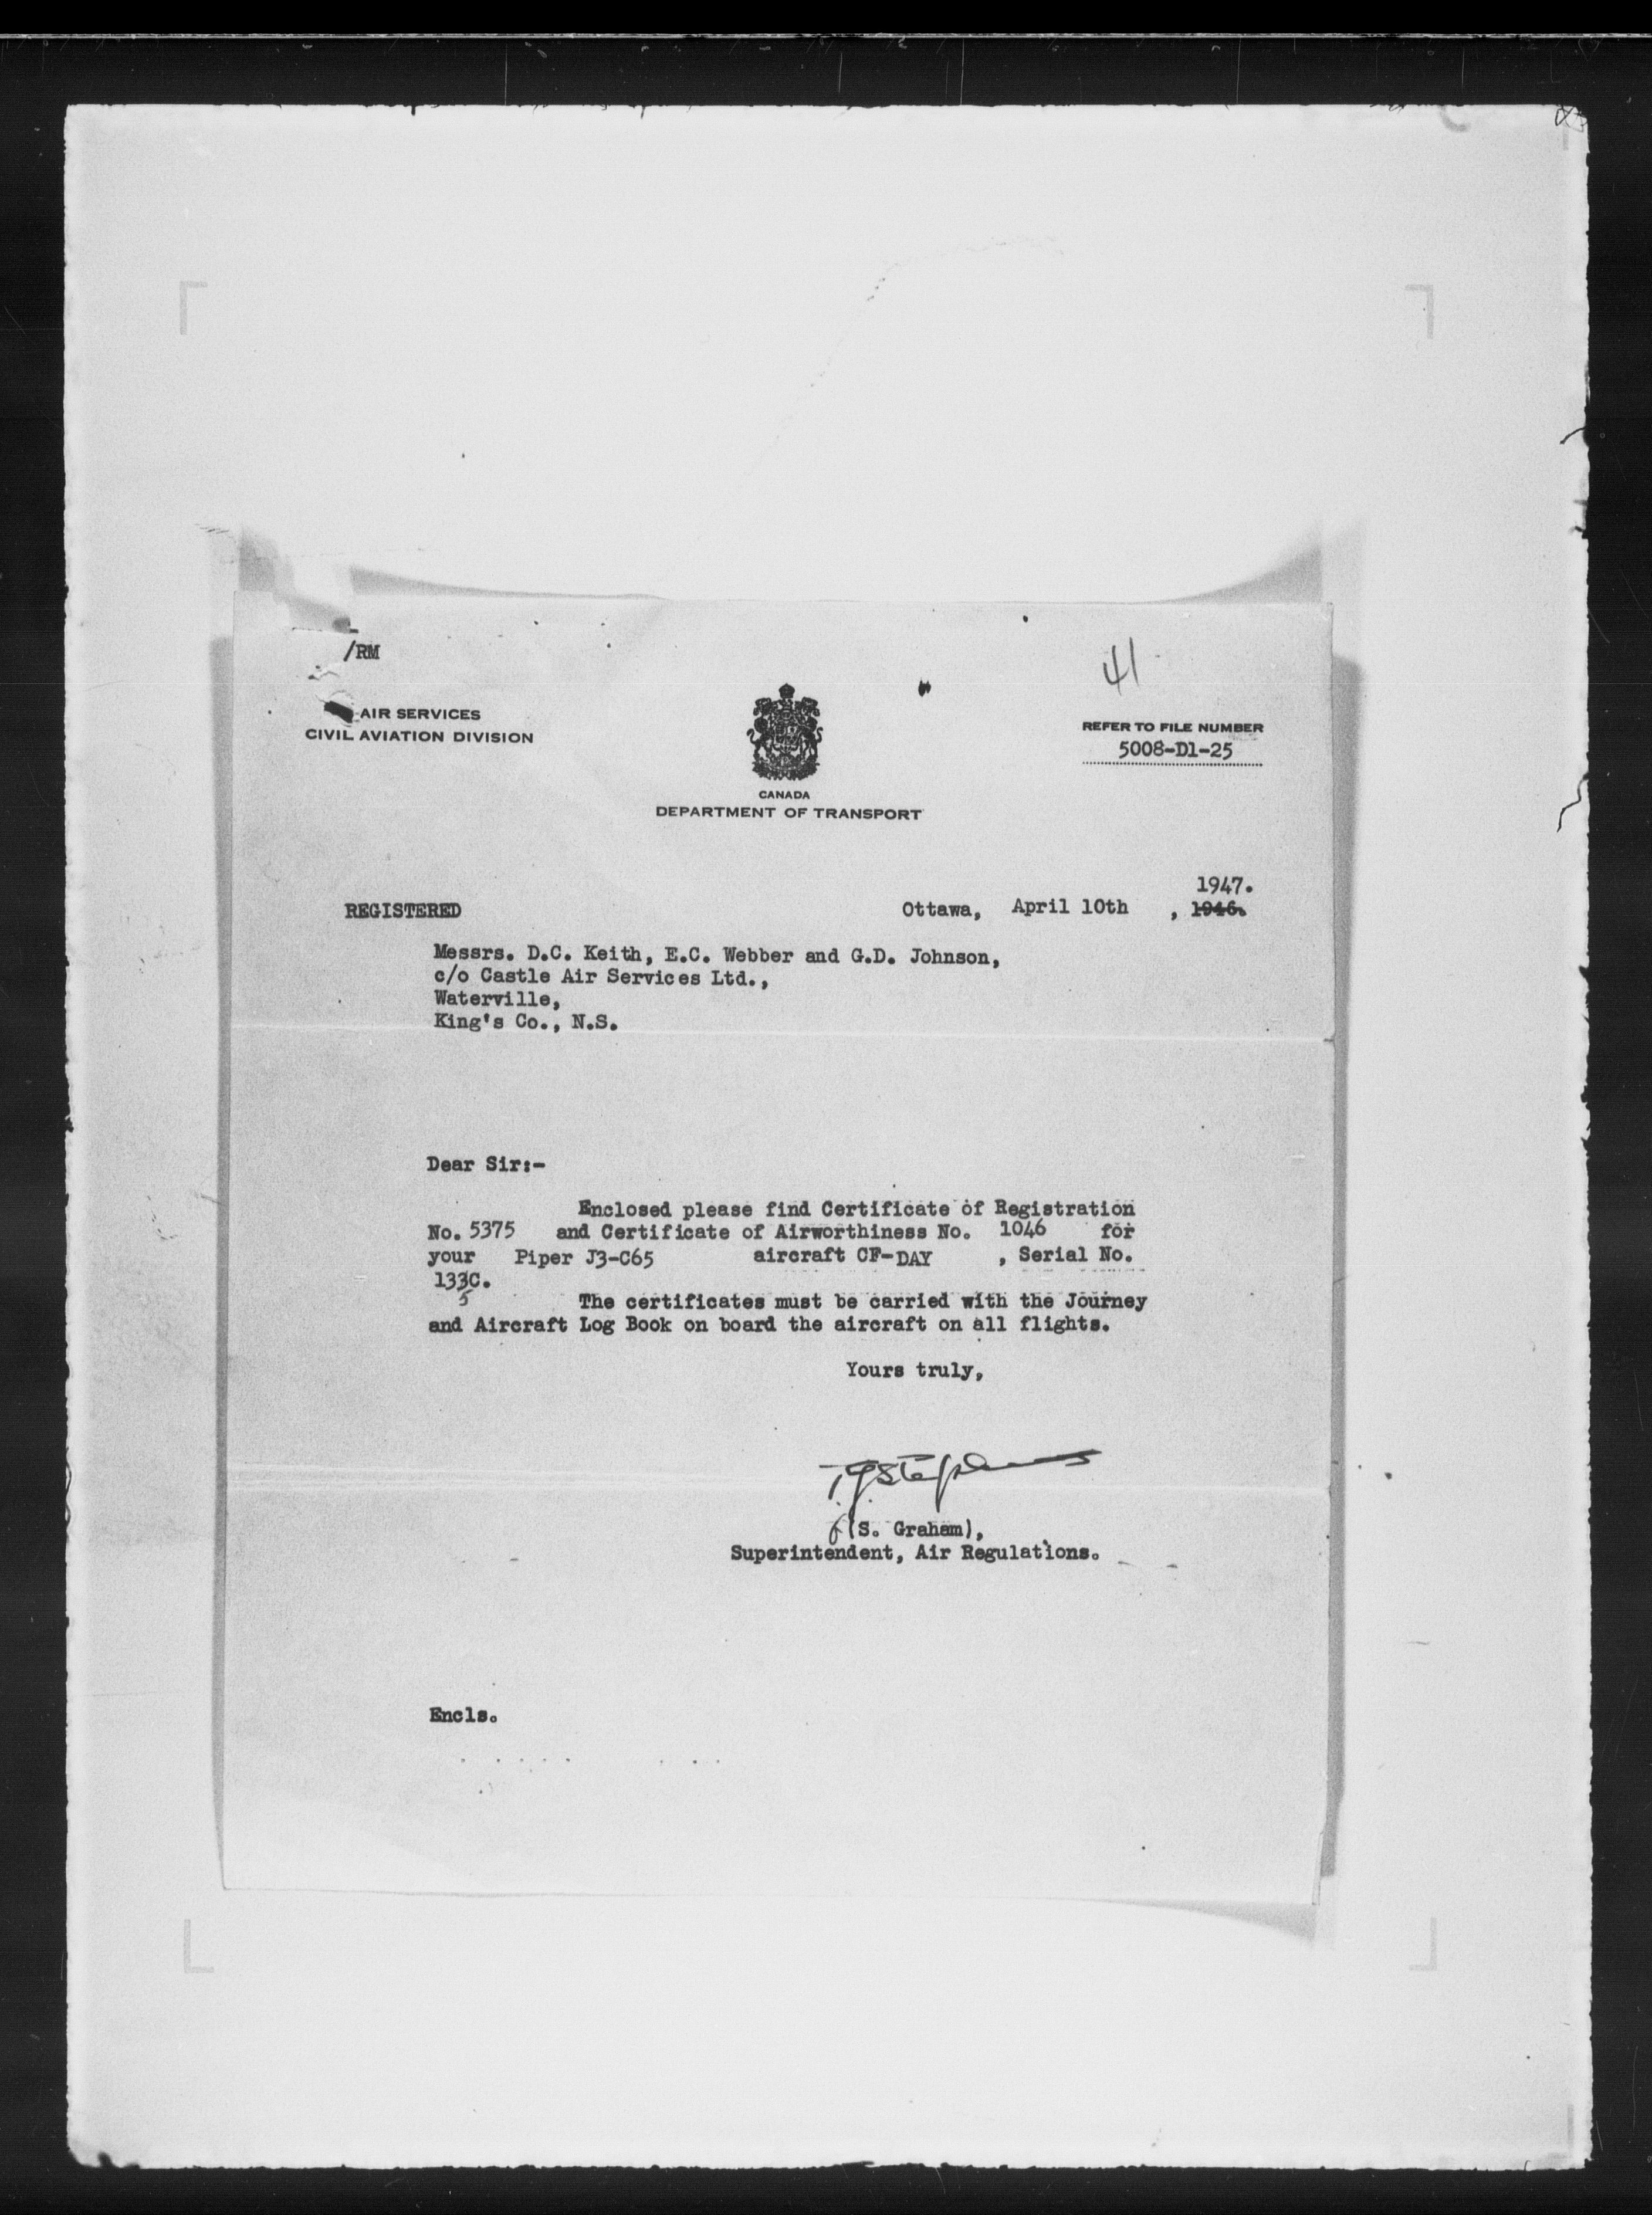 /RM
41
AIR SERVICES
CIVIL AVIATION DIVISION
REFER TO FILE NUMBER
5008-D1-25
CANADA
DEPARTMENT OF TRANSPORT
1947.
REGISTERED Ottawa, April 10th , 1946.
Messrs. D.C. Keith, E.C. Webber and G.D. Johnson,
c/o Castle Air Services Ltd.,
Waterville,
King's Co., N.S.
Dear Sir:-
Enclosed please find Certificate of Registration
No. 5375 and Certificate of Airworthiness No. 1046 for
your Piper J3-C65 aircraft CF-DAY , Serial No.
133C.
5
The certificates must be carried with the Journey
and Aircraft Log Book on board the aircraft on all flights.
Yours truly,
(S. Graham),
Superintendent, Air Regulations.
Encls.